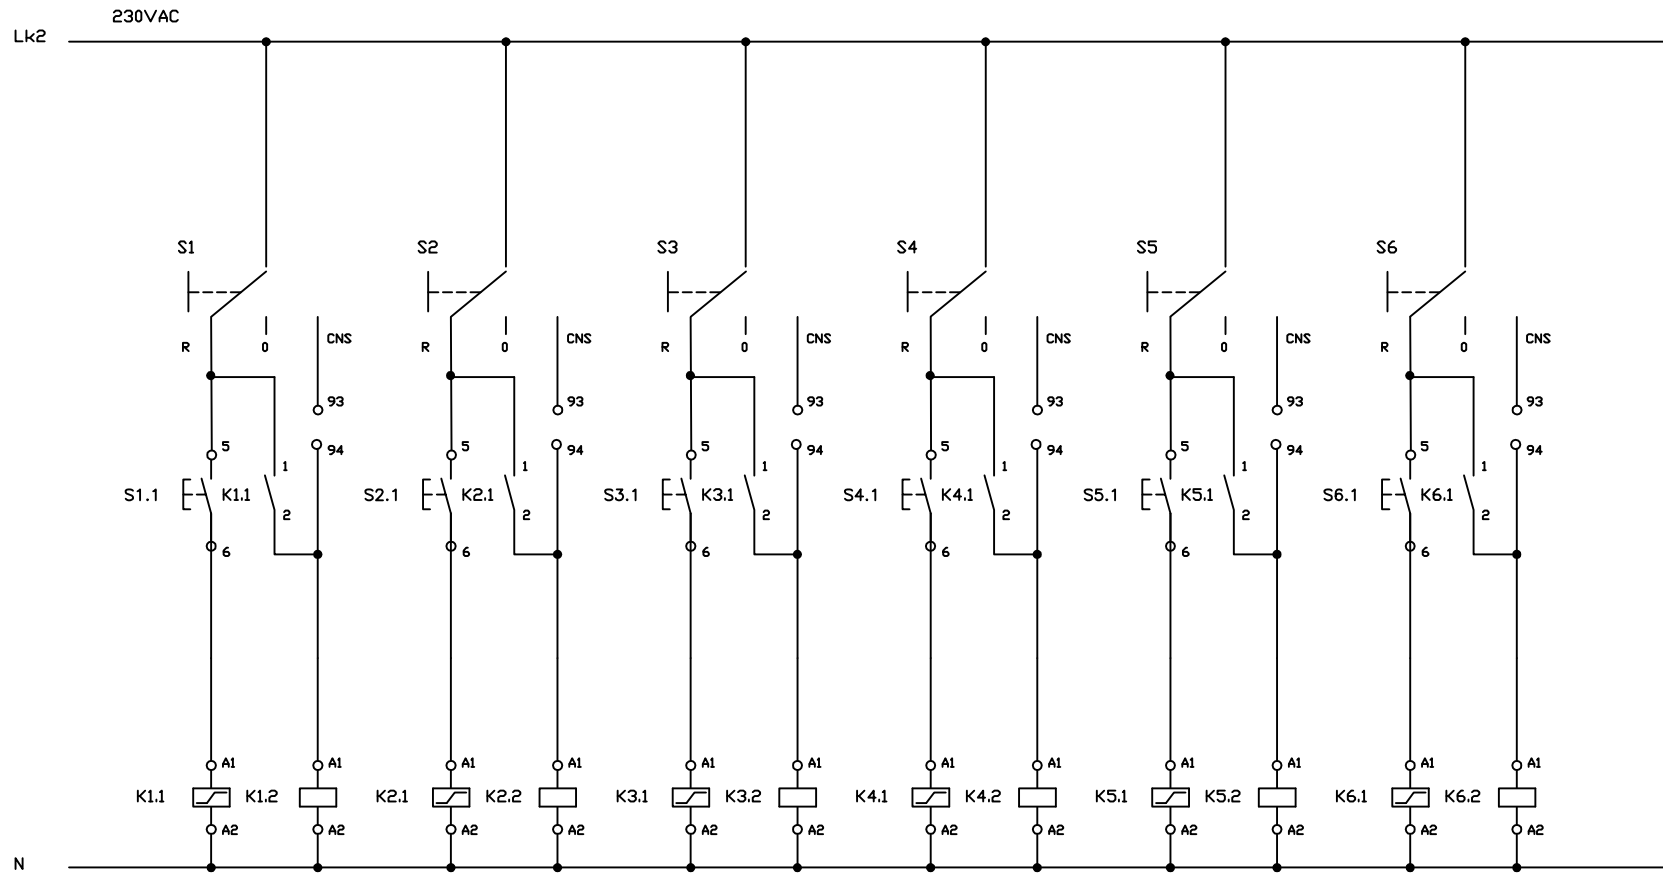 230VAC
Lk2
S1 S2 S3 S4 S5 S6
CNS CNS CNS CNS CNS CNS
R 0 R 0 R 0 R 0 R 0 R 0
93 93 93 93 93 93
5 94 5 94 5 94 5 94 5 94 5 94
1 1 1 1 1 1
S1.1 K1.1 S2.1 K2.1 S3.1 K3.1 S4.1 K4.1 S5.1 K5.1 S6.1 K6.1
2 2 2 2 2 2
6 6 6 6 6 6
A1 A1 A1 A1 A1 A1 A1 A1 A1 A1 A1 A1
K1.1 K1.2 K2.1 K2.2 K3.1 K3.2 K4.1 K4.2 K5.1 K5.2 K6.1 K6.2
A2 A2 A2 A2 A2 A2 A2 A2 A2 A2 A2 A2
N